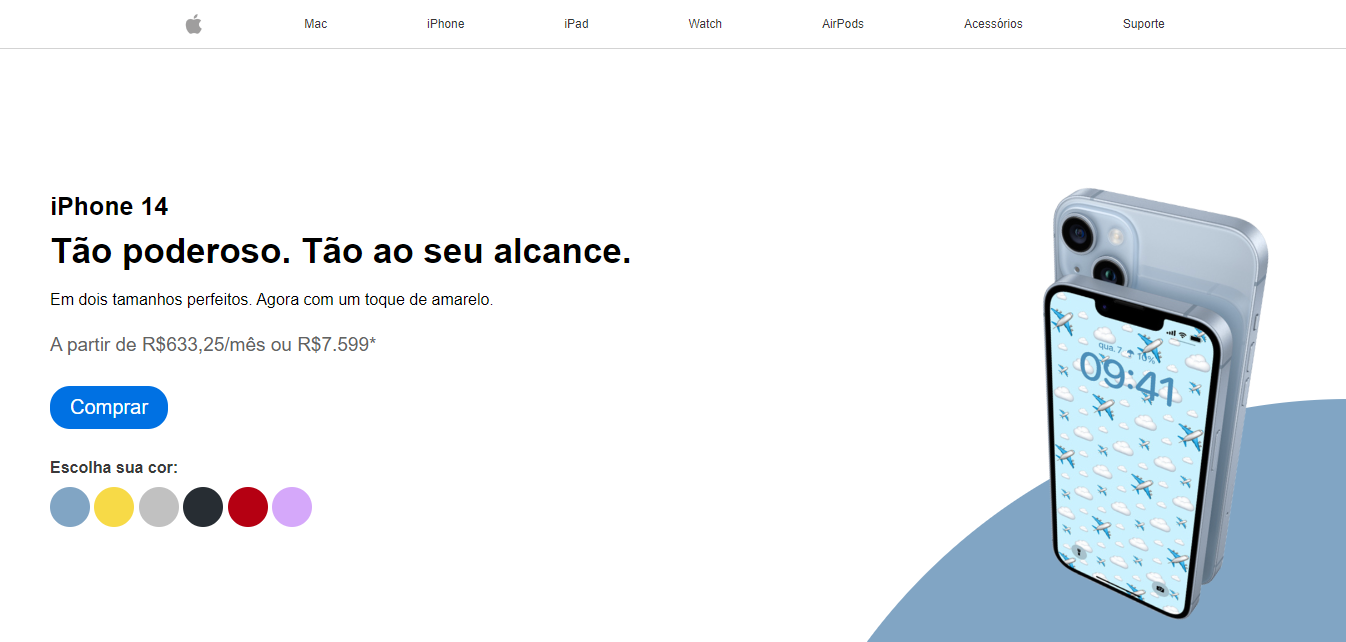 Mac iPhone iPad Watch AirPods Acessórios Suporte
iPhone 14
Tão poderoso. Tão ao seu alcance.
Em dois tamanhos perfeitos. Agora com um toque de amarelo.
A partir de R$633,25/mês ou R$7.599*
Comprar
Escolha sua cor:
qua. 7 10%
09:41